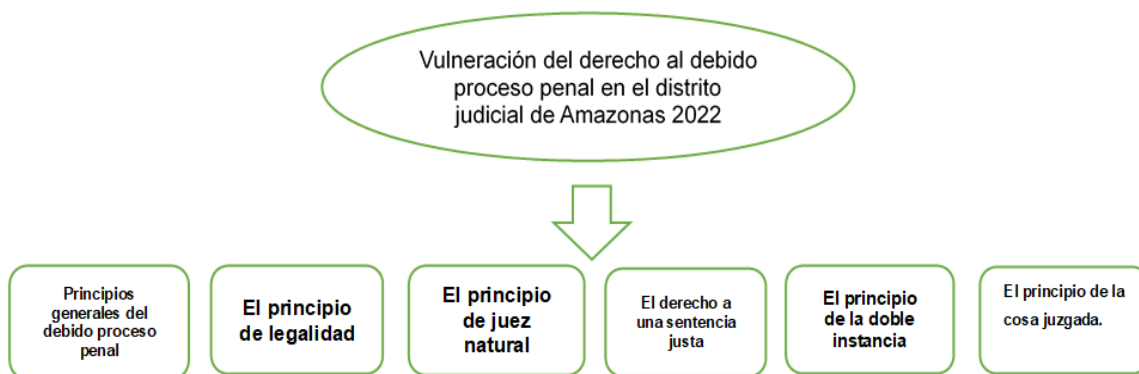 Vulneración del derecho al debido
proceso penal en el distrito
judicial de Amazonas 2022
Principios
generales del
debido proceso
penal
El principio
de legalidad
El principio
de juez
natural
El derecho a
una sentencia
justa
El principio
de la doble
instancia
El principio de la
cosa juzgada.